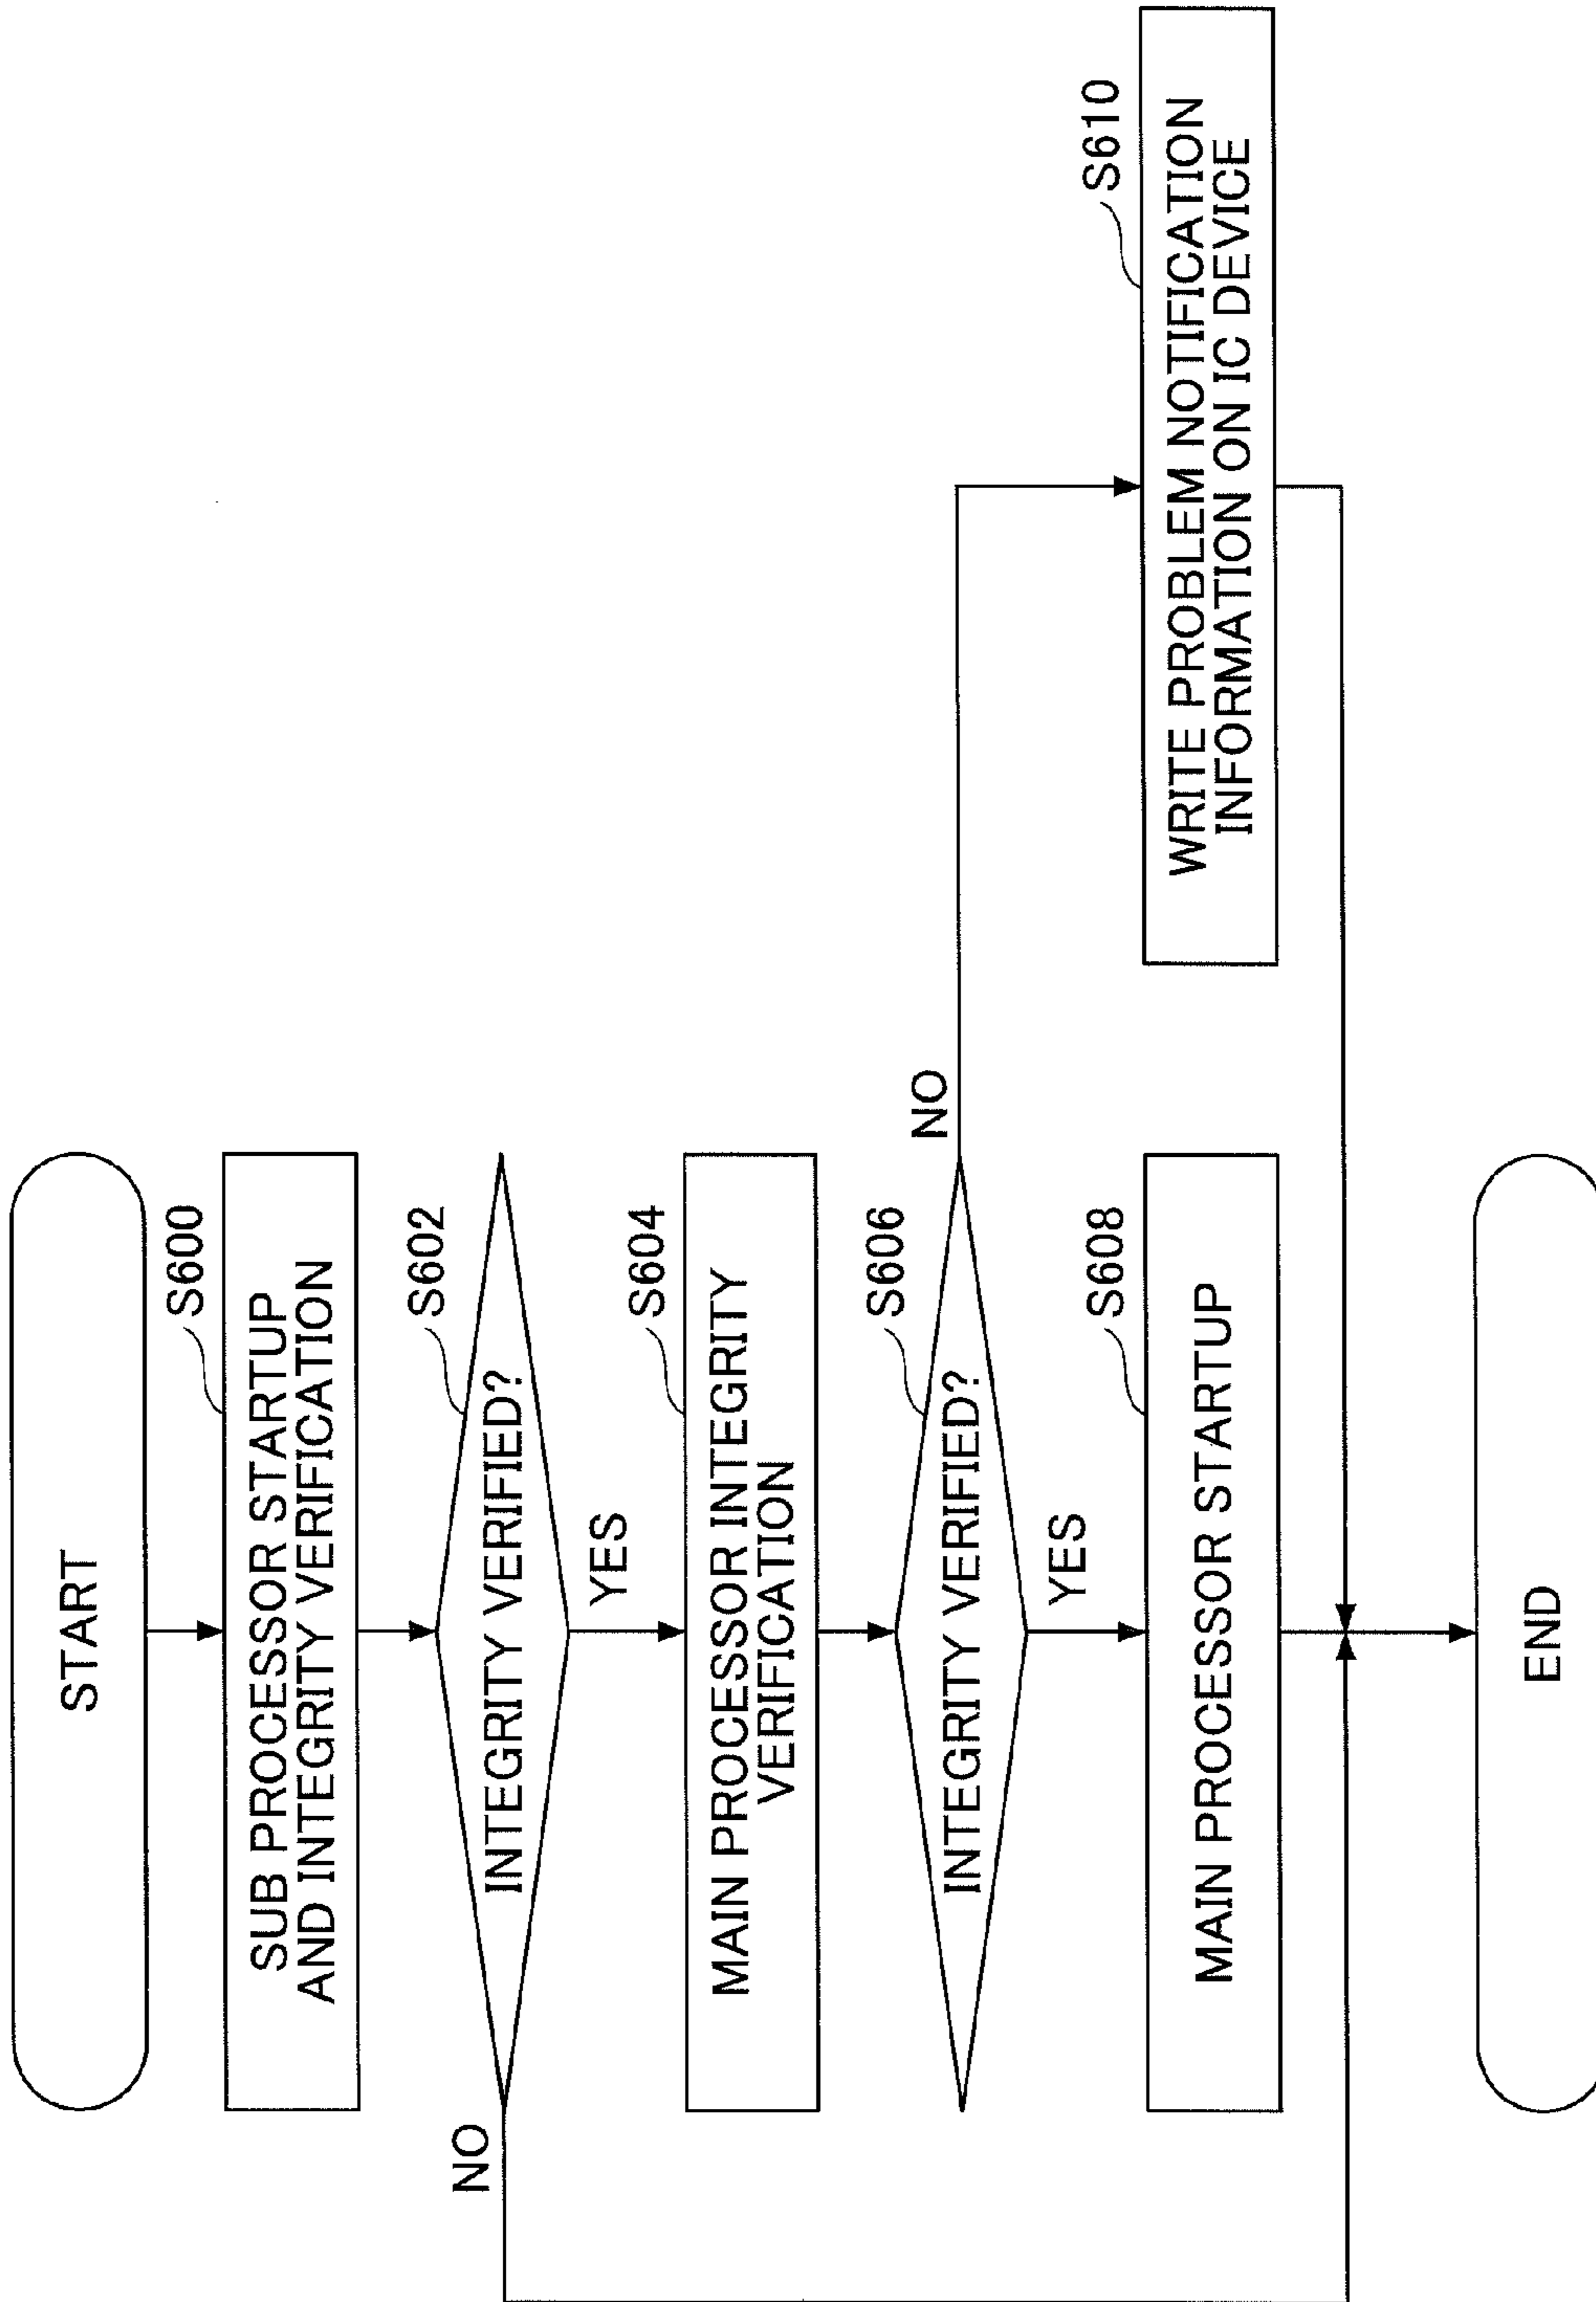 START
S600
SUB PROCESSOR STARTUP
AND INTEGRITY VERIFICATION
S602
INTEGRITY VERIFIED?
NO
YES
S604
MAIN PROCESSOR INTEGRITY
VERIFICATION
S606
INTEGRITY VERIFIED?
NO
YES
S608
MAIN PROCESSOR STARTUP
S610
WRITE PROBLEM NOTIFICATION
INFORMATION ON IC DEVICE
END